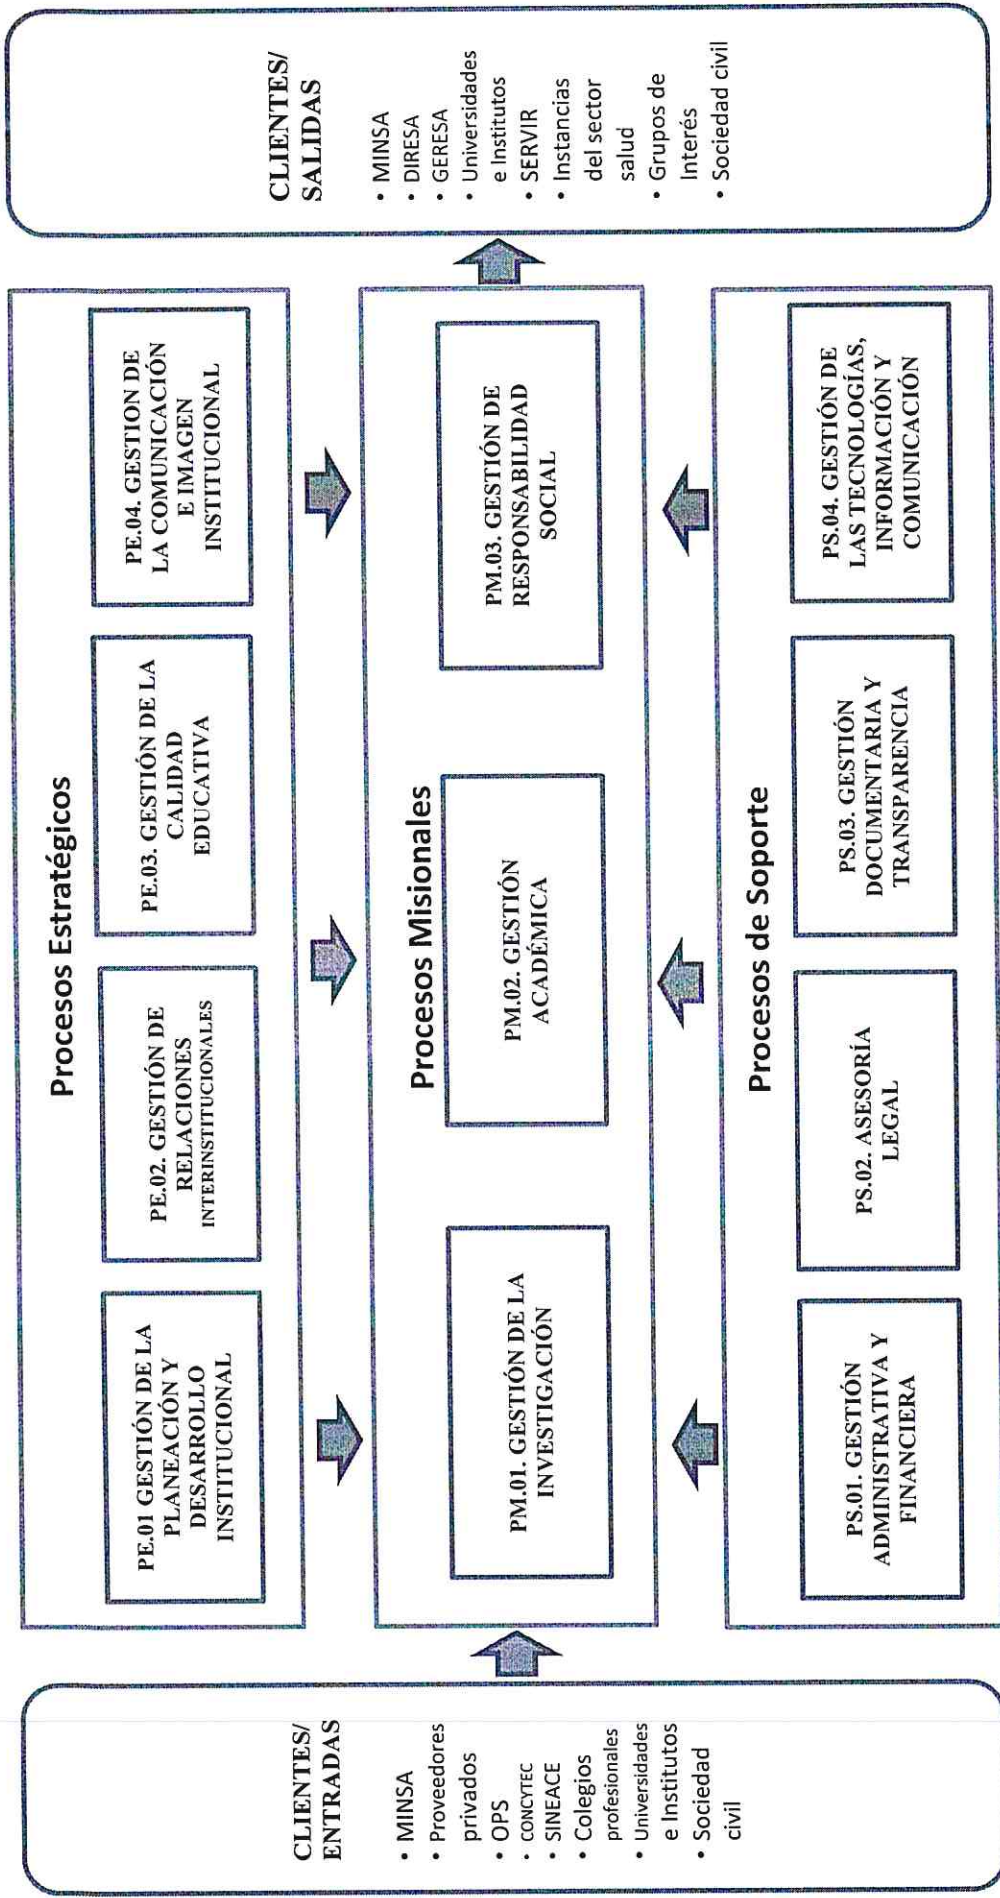 CLIENTES/
ENTRADAS
• MINSA
• Proveedores
privados
• OPS
• CONCYTEC
• SINEACE
• Colegios
profesionales
• Universidades
e Institutos
• Sociedad
civil
Procesos Estratégicos
PE.01 GESTIÓN DE LA
PLANEACIÓN Y
DESARROLLO
INSTITUCIONAL
PE.02. GESTIÓN DE
RELACIONES
INTERINSTITUCIONALES
PE.03. GESTIÓN DE LA
CALIDAD
EDUCATIVA
PE.04. GESTION DE
LA COMUNICACIÓN
E IMAGEN
INSTITUCIONAL
Procesos Misionales
PM.01. GESTIÓN DE LA
INVESTIGACIÓN
PM.02. GESTIÓN
ACADÉMICA
PM.03. GESTIÓN DE
RESPONSABILIDAD
SOCIAL
Procesos de Soporte
PS.01. GESTIÓN
ADMINISTRATIVA Y
FINANCIERA
PS.02. ASESORÍA
LEGAL
PS.03. GESTIÓN
DOCUMENTARIA Y
TRANSPARENCIA
PS.04. GESTIÓN DE
LAS TECNOLOGÍAS,
INFORMACIÓN Y
COMUNICACIÓN
CLIENTES/
SALIDAS
• MINSA
• DIRESA
• GERESA
• Universidades
e Institutos
• SERVIR
• Instancias
del sector
salud
• Grupos de
Interés
• Sociedad civil